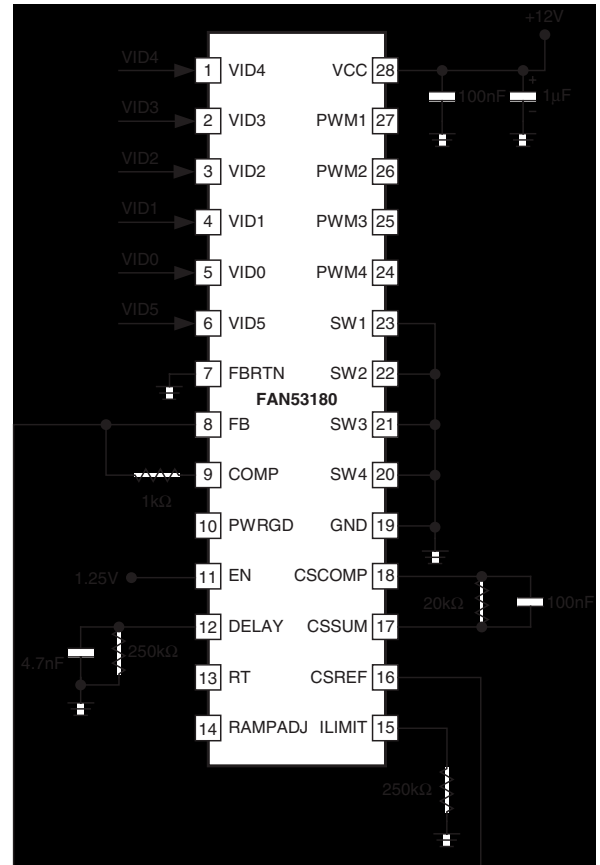 +12V
VID4
1 VID4
VCC 28
100nF
+
1µF
−
VID3
2 VID3
PWM1 27
VID2
3 VID2
PWM2 26
VID1
4 VID1
PWM3 25
VID0
5 VID0
PWM4 24
VID5
6 VID5
SW1 23
7 FBRTN
SW2 22
FAN53180
8 FB
SW3 21
9 COMP
SW4 20
1kΩ
10 PWRGD
GND 19
1.25V
11 EN
CSCOMP 18
20kΩ
100nF
12 DELAY
CSSUM 17
4.7nF
250kΩ
13 RT
CSREF 16
14 RAMPADJ
ILIMIT 15
250kΩ